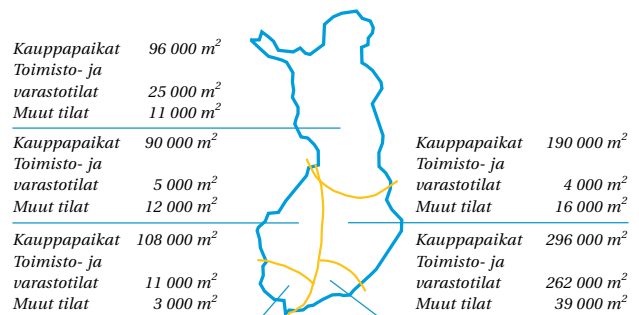 Kauppapaikat 96 000 m²
Toimisto- ja
varastotilat 25 000 m²
Muut tilat 11 000 m²
Kauppapaikat 90 000 m²
Toimisto- ja
varastotilat 5 000 m²
Muut tilat 12 000 m²
Kauppapaikat 108 000 m²
Toimisto- ja
varastotilat 11 000 m²
Muut tilat 3 000 m²
Kauppapaikat 190 000 m²
Toimisto- ja
varastotilat 4 000 m²
Muut tilat 16 000 m²
Kauppapaikat 296 000 m²
Toimisto- ja
varastotilat 262 000 m²
Muut tilat 39 000 m²